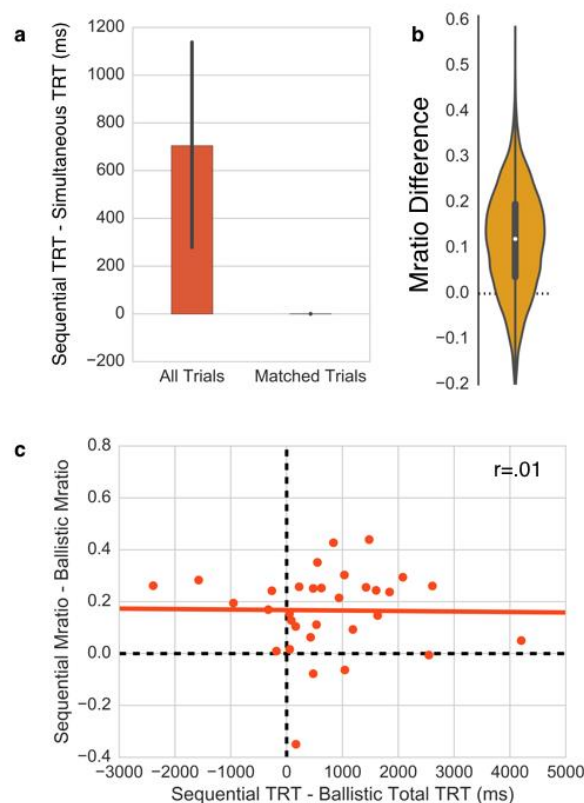 a
Sequential TRT - Simultaneous TRT (ms)
1200
1000
800
600
400
200
0
−200
All Trials Matched Trials
b
Mratio Difference
0.6
0.5
0.4
0.3
0.2
0.1
0.0
−0.1
−0.2
c
Sequential Mratio - Ballistic Mratio
0.8
0.6
0.4
0.2
0.0
−0.2
−0.4
r=.01
−3000 −2000 −1000 0 1000 2000 3000 4000 5000
Sequential TRT - Ballistic Total TRT (ms)